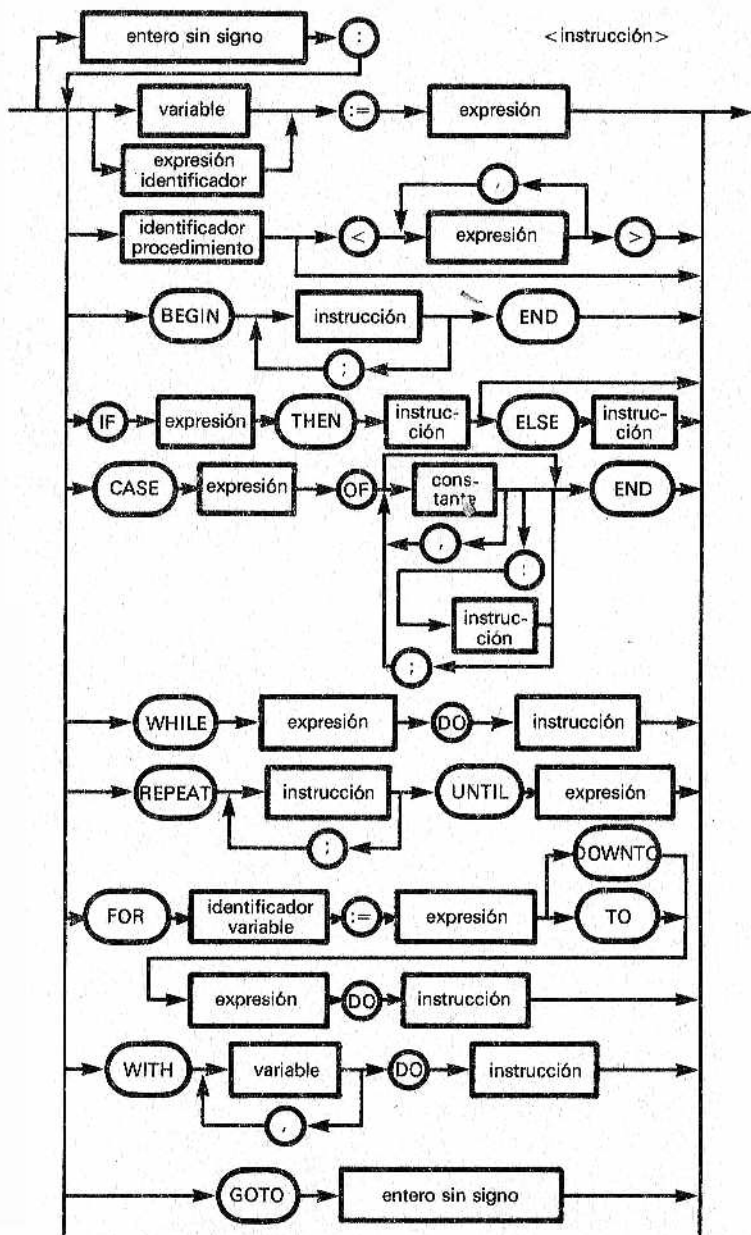 entero sin signo : <instrucción>
variable := expresión
expresión
identificador
,
identificador
procedimiento < expresión >
BEGIN instrucción END
;
IF expresión THEN instruc-
ción ELSE instruc-
ción
CASE expresión OF cons-
tante END
,
:
instruc-
ción
;
WHILE expresión DO instrucción
REPEAT instrucción UNTIL expresión
;
DOWNTO
FOR identificador
variable := expresión TO
expresión DO instrucción
WITH variable DO instrucción
,
GOTO entero sin signo